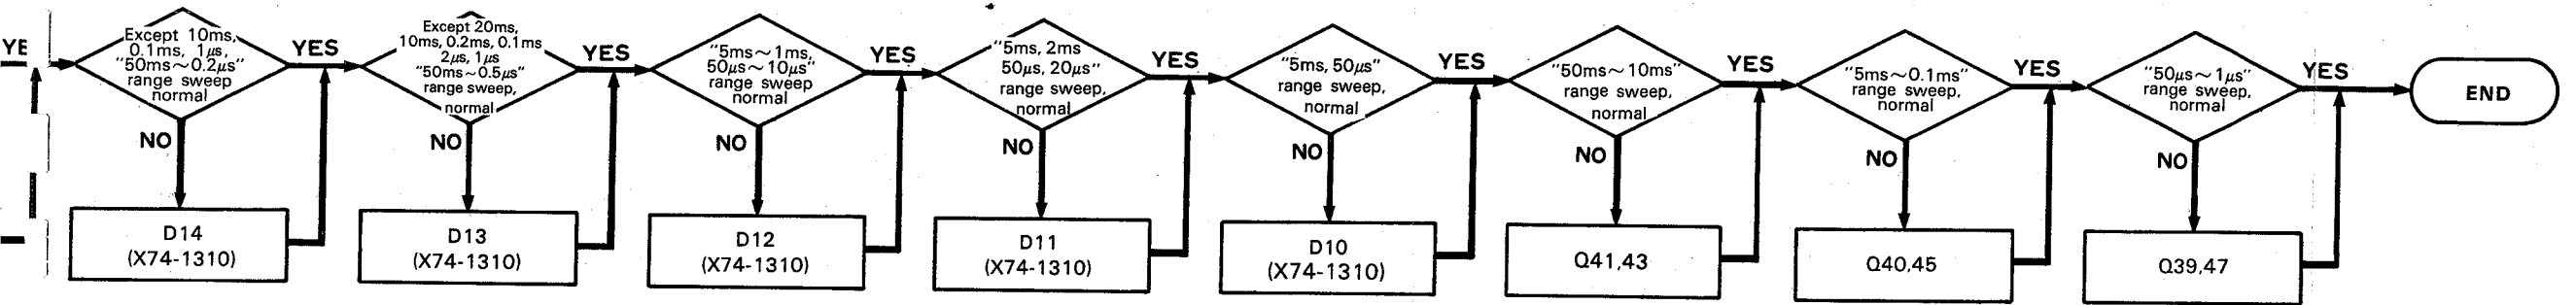 YE
Except 10ms,
0.1ms, 1μs,
"50ms~0.2μs"
range sweep
normal
YES
NO
D14
(X74-1310)
Except 20ms,
10ms, 0.2ms, 0.1ms
2μs, 1μs
"50ms~0.5μs"
range sweep,
normal
YES
NO
D13
(X74-1310)
"5ms~1ms,
50μs~10μs"
range sweep
normal
YES
NO
D12
(X74-1310)
"5ms, 2ms
50μs, 20μs"
range sweep,
normal
YES
NO
D11
(X74-1310)
"5ms, 50μs"
range sweep,
normal
YES
NO
D10
(X74-1310)
"50ms~10ms"
range sweep,
normal
YES
NO
Q41,43
"5ms~0.1ms"
range sweep,
normal
YES
NO
Q40,45
"50μs~1μs"
range sweep,
normal
YES
NO
Q39,47
END